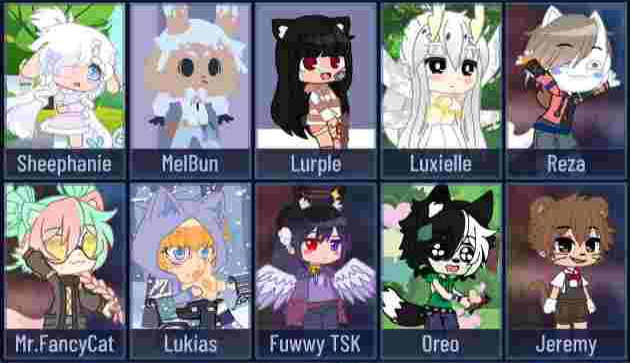 Sheephanie
MelBun
Lurple
Luxielle
Reza
Mr.FancyCat
Lukias
Fuwwy TSK
Oreo
Jeremy